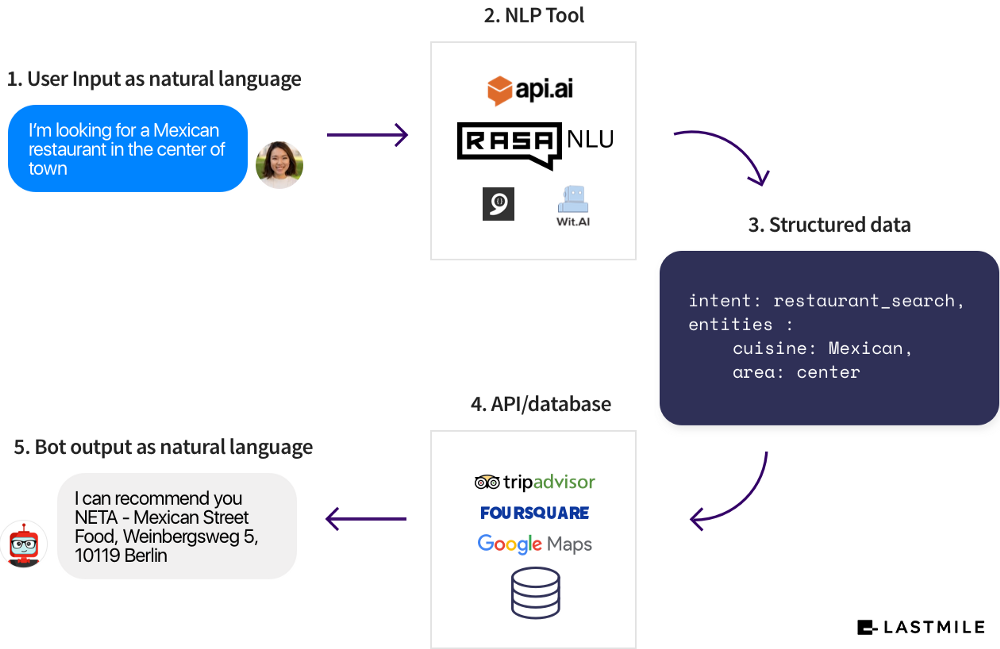 1. User Input as natural language
I'm looking for a Mexican
restaurant in the center of
town
2. NLP Tool
api.ai
RASA NLU
Wit.AI
3. Structured data
intent: restaurant_search,
entities :
cuisine: Mexican,
area: center
4. API/database
tripadvisor
FOURSQUARE
Google Maps
5. Bot output as natural language
I can recommend you
NETA - Mexican Street
Food, Weinbergsweg 5,
10119 Berlin
LASTMILE